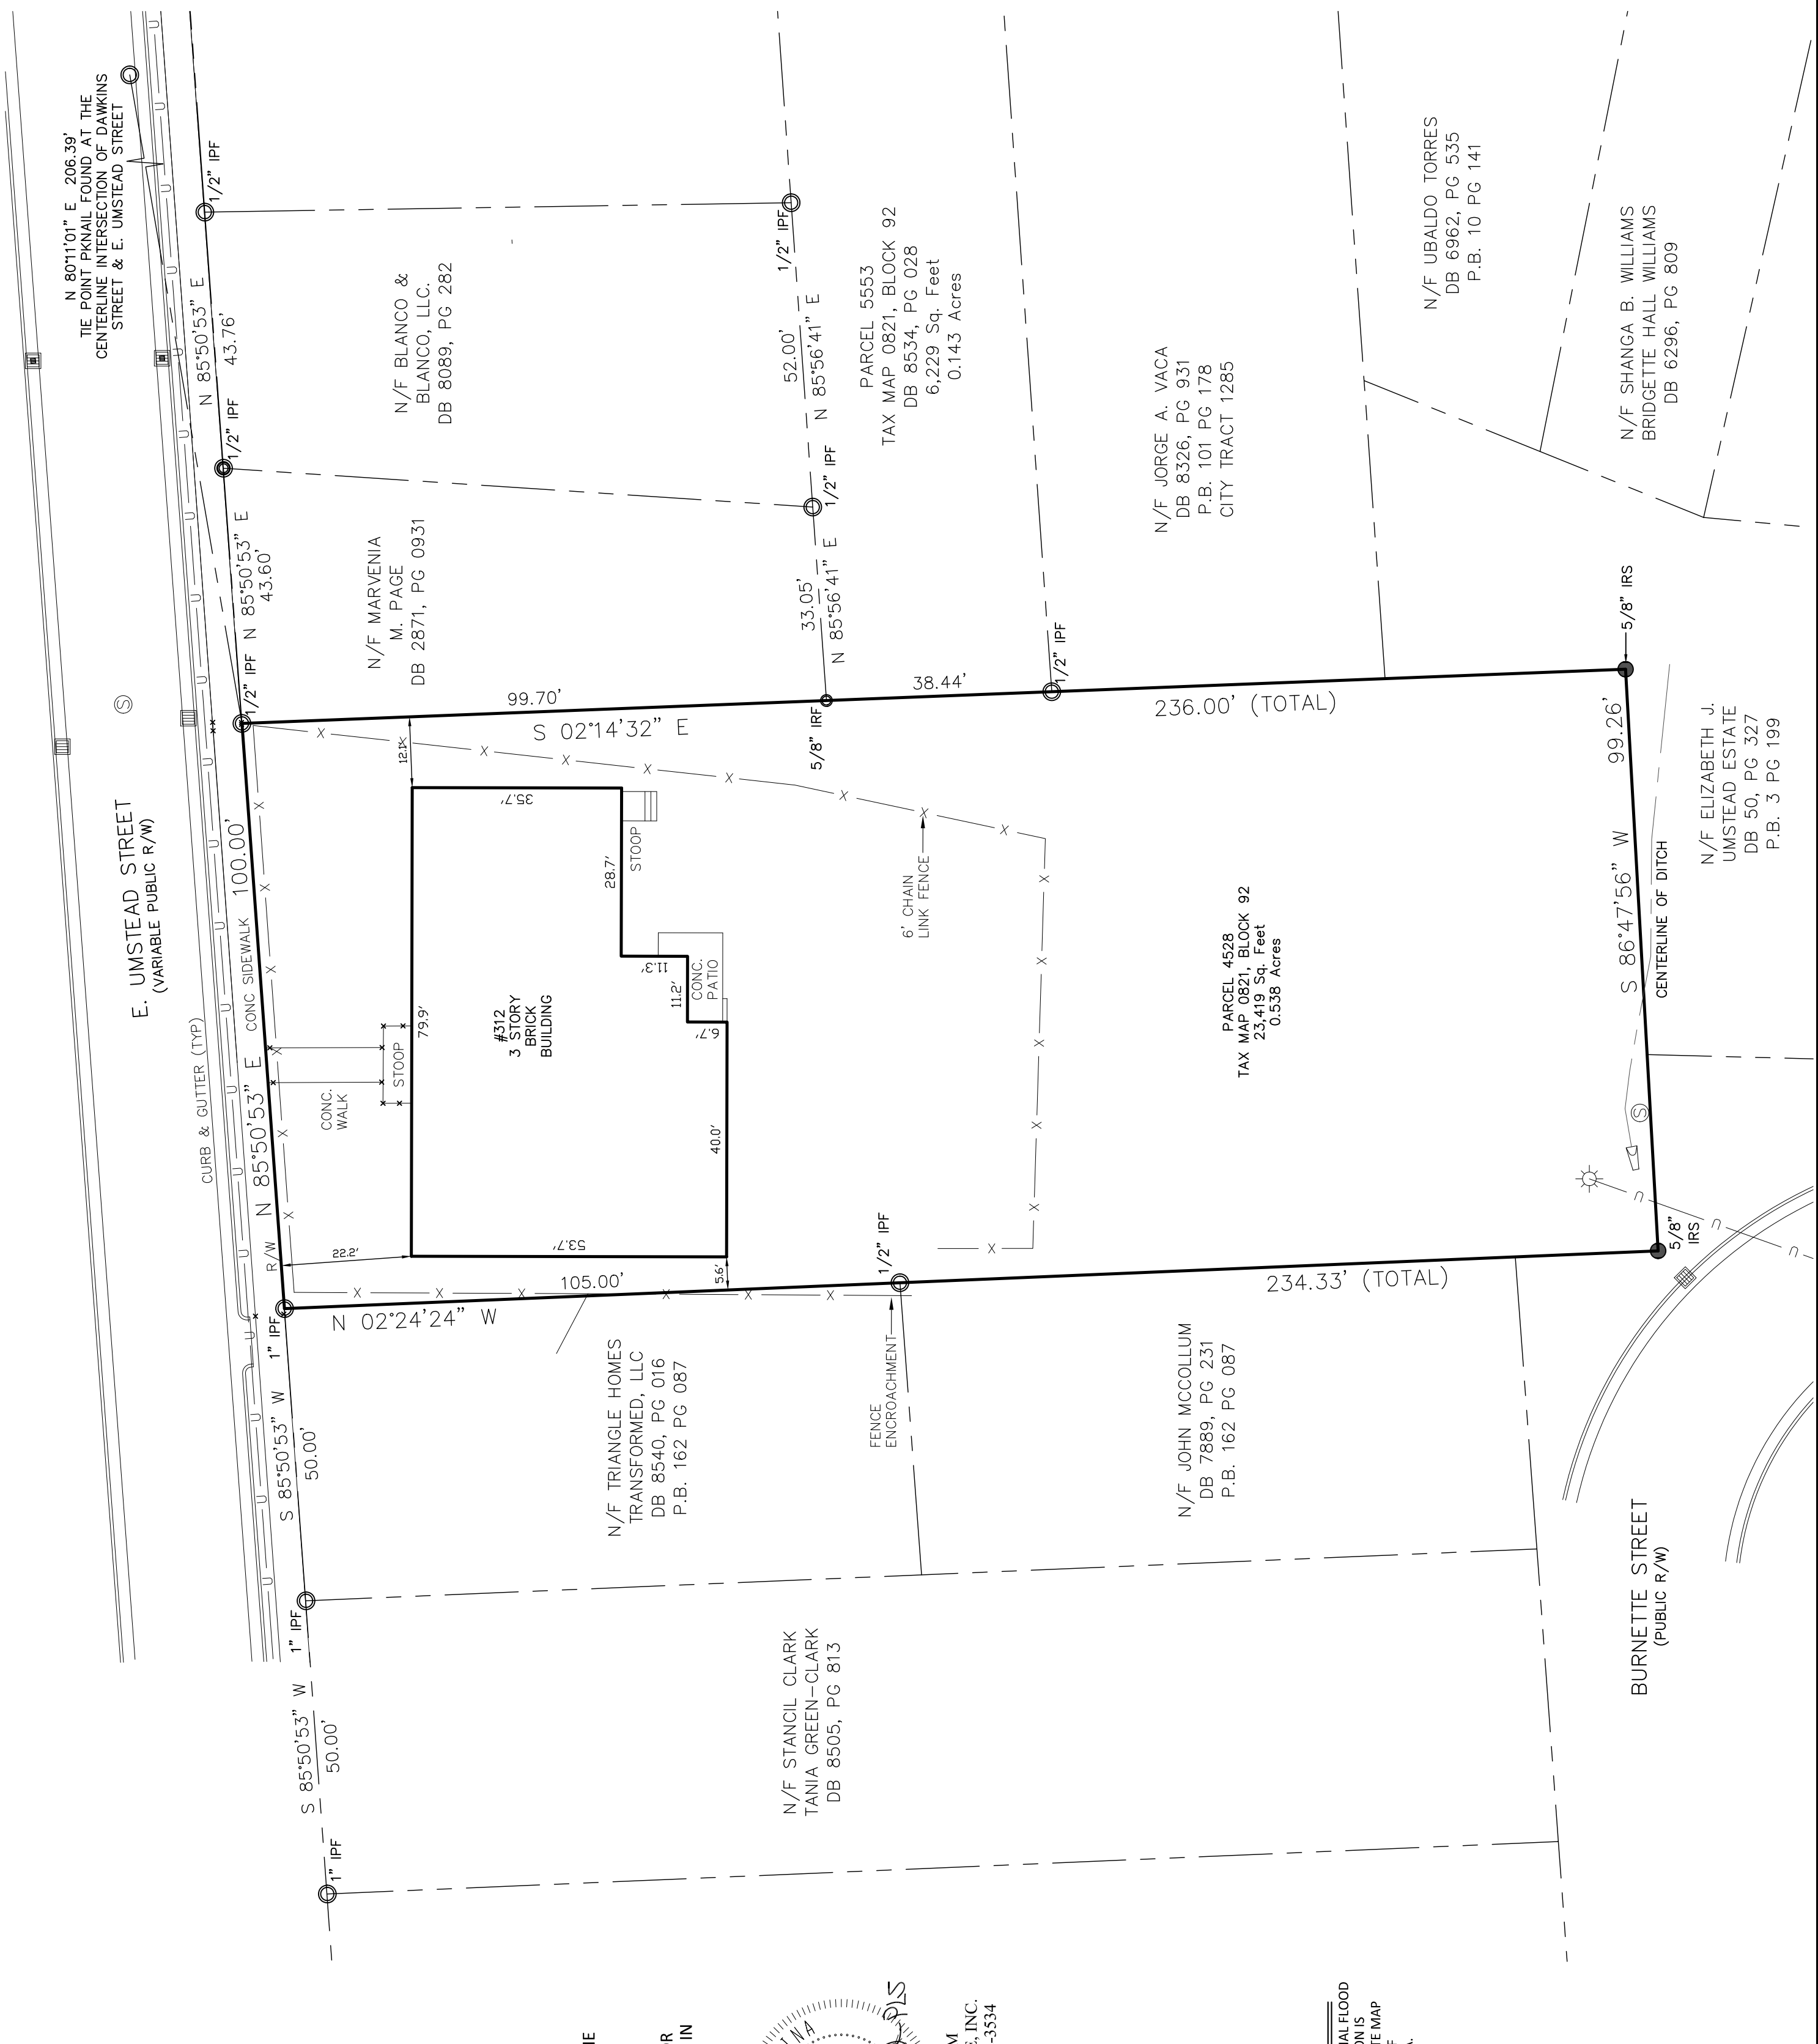 N 80°11'01" E 206.39'
TIE POINT PKNAIL FOUND AT THE
CENTERLINE INTERSECTION OF DAWKINS
STREET & E. UMSTEAD STREET
E. UMSTEAD STREET
(VARIABLE PUBLIC R/W)
CURB & GUTTER (TYP)
CONC SIDEWALK
R/W
N 85°50'53" E
100.00'
1/2" IPF
N 85°50'53" E
43.60'
1/2" IPF
N 85°50'53" E
43.76'
1/2" IPF
1" IPF
S 85°50'53" W
50.00'
1" IPF
S 85°50'53" W
50.00'
1" IPF
N/F BLANCO &
BLANCO, LLC.
DB 8089, PG 282
N/F MARVENIA
M. PAGE
DB 2871, PG 0931
1/2" IPF
52.00'
N 85°56'41" E
1/2" IPF
33.05'
N 85°56'41" E
5/8" IRF
PARCEL 5553
TAX MAP 0821, BLOCK 92
DB 8534, PG 028
6,229 Sq. Feet
0.143 Acres
99.70'
S 02°14'32" E
38.44'
1/2" IPF
236.00' (TOTAL)
N/F JORGE A. VACA
DB 8326, PG 931
P.B. 101 PG 178
CITY TRACT 1285
N/F UBALDO TORRES
DB 6962, PG 535
P.B. 10 PG 141
N/F SHANGA B. WILLIAMS
BRIDGETTE HALL WILLIAMS
DB 6296, PG 809
5/8" IRS
99.26'
S 86°47'56" W
CENTERLINE OF DITCH
N/F ELIZABETH J.
UMSTEAD ESTATE
DB 50, PG 327
P.B. 3 PG 199
CONC.
WALK
STOOP
79.9'
12.1'
35.7'
28.7'
STOOP
11.3'
11.2'
CONC.
PATIO
6.7'
40.0'
53.7'
22.2'
5.6'
#312
3 STORY
BRICK
BUILDING
6' CHAIN
LINK FENCE
PARCEL 4528
TAX MAP 0821, BLOCK 92
23,419 Sq. Feet
0.538 Acres
105.00'
N 02°24'24" W
1/2" IPF
234.33' (TOTAL)
5/8"
IRS
FENCE
ENCROACHMENT
N/F TRIANGLE HOMES
TRANSFORMED, LLC
DB 8540, PG 016
P.B. 162 PG 087
N/F JOHN MCCOLLUM
DB 7889, PG 231
P.B. 162 PG 087
N/F STANCIL CLARK
TANIA GREEN-CLARK
DB 8505, PG 813
BURNETTE STREET
(PUBLIC R/W)
IN
PLS
INC.
-3534
FLOOD
IS
MAP